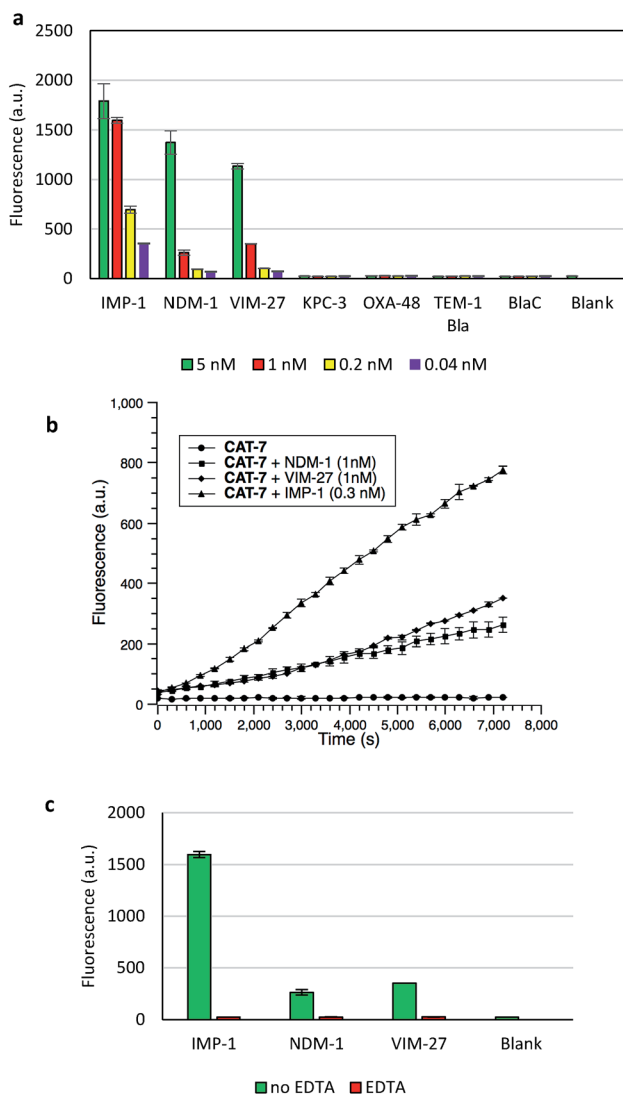 a
2500
2000
1500
1000
500
0
Fluorescence (a.u.)
IMP-1 NDM-1 VIM-27 KPC-3 OXA-48 TEM-1 BlaC Blank
Bla
5 nM 1 nM 0.2 nM 0.04 nM
b
1,000
800
600
400
200
0
Fluorescence (a.u.)
CAT-7
CAT-7 + NDM-1 (1nM)
CAT-7 + VIM-27 (1nM)
CAT-7 + IMP-1 (0.3 nM)
0 1,000 2,000 3,000 4,000 5,000 6,000 7,000 8,000
Time (s)
c
2000
1500
1000
500
0
Fluorescence (a.u.)
IMP-1 NDM-1 VIM-27 Blank
no EDTA EDTA